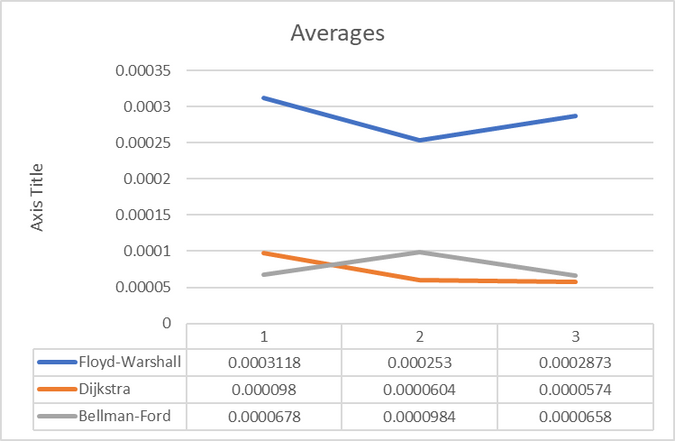 Averages
0.00035
0.0003
0.00025
0.0002
0.00015
0.0001
0.00005
0
Axis Title
1 2 3
Floyd-Warshall 0.0003118 0.000253 0.0002873
Dijkstra 0.000098 0.0000604 0.0000574
Bellman-Ford 0.0000678 0.0000984 0.0000658